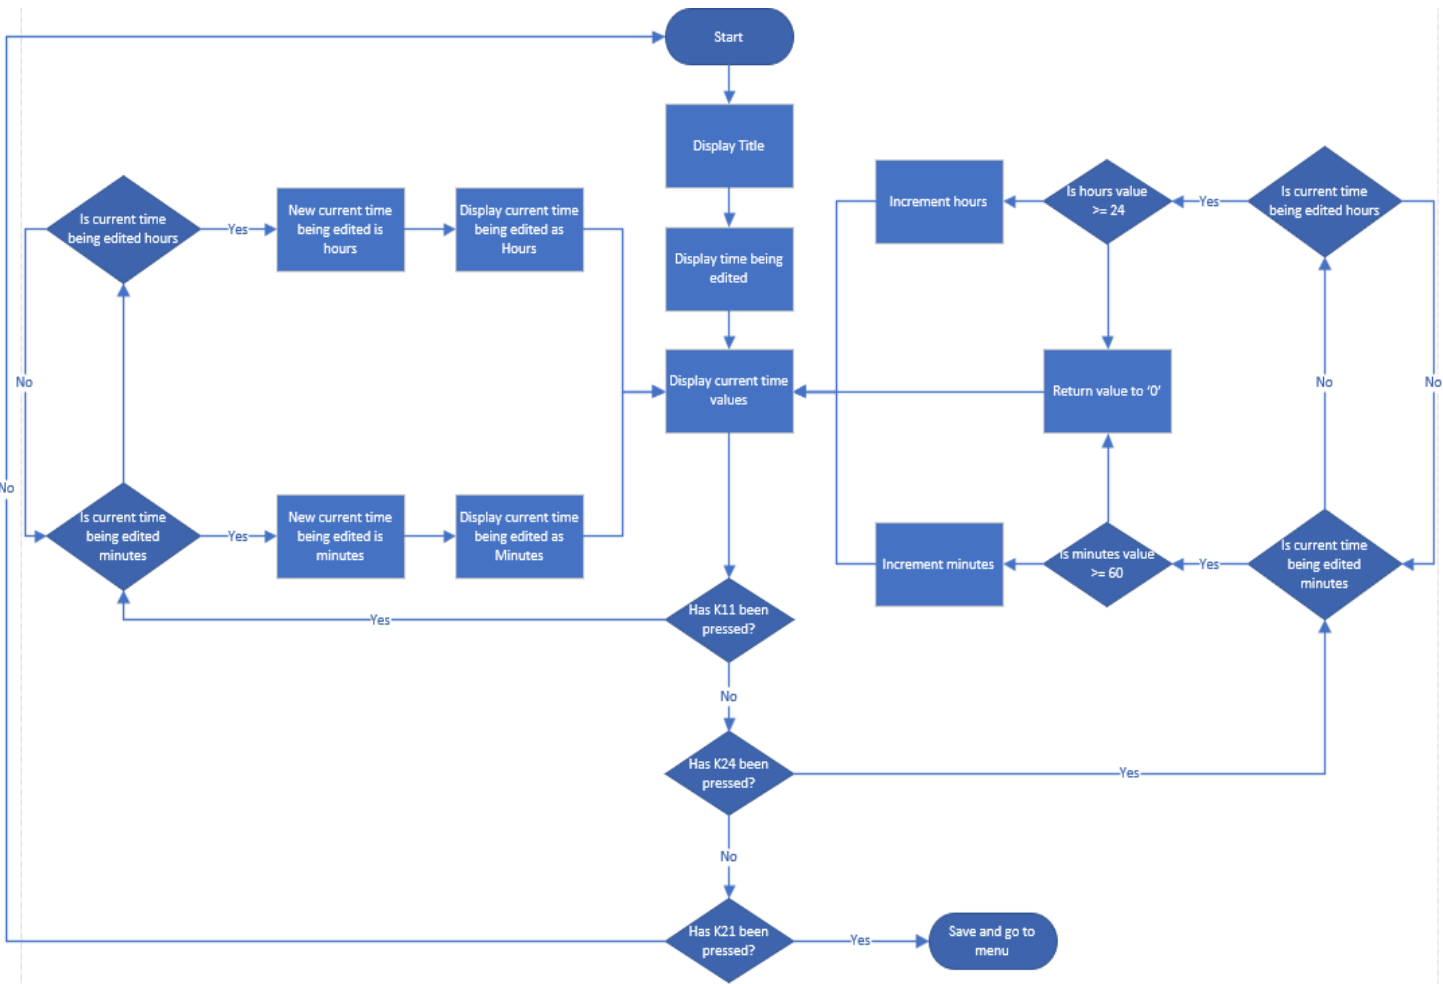 Start
Display Title
Display time being
edited
Display current time
values
Is current time
being edited hours
Yes
New current time
being edited is
hours
Display current time
being edited as
Hours
No
Is current time
being edited
minutes
Yes
New current time
being edited is
minutes
Display current time
being edited as
Minutes
No
Increment hours
Is hours value
>= 24
Yes
Is current time
being edited hours
Return value to '0'
No
No
Increment minutes
Is minutes value
>= 60
Yes
Is current time
being edited
minutes
Has K11 been
pressed?
Yes
No
Has K24 been
pressed?
Yes
No
Has K21 been
pressed?
Yes
Save and go to
menu